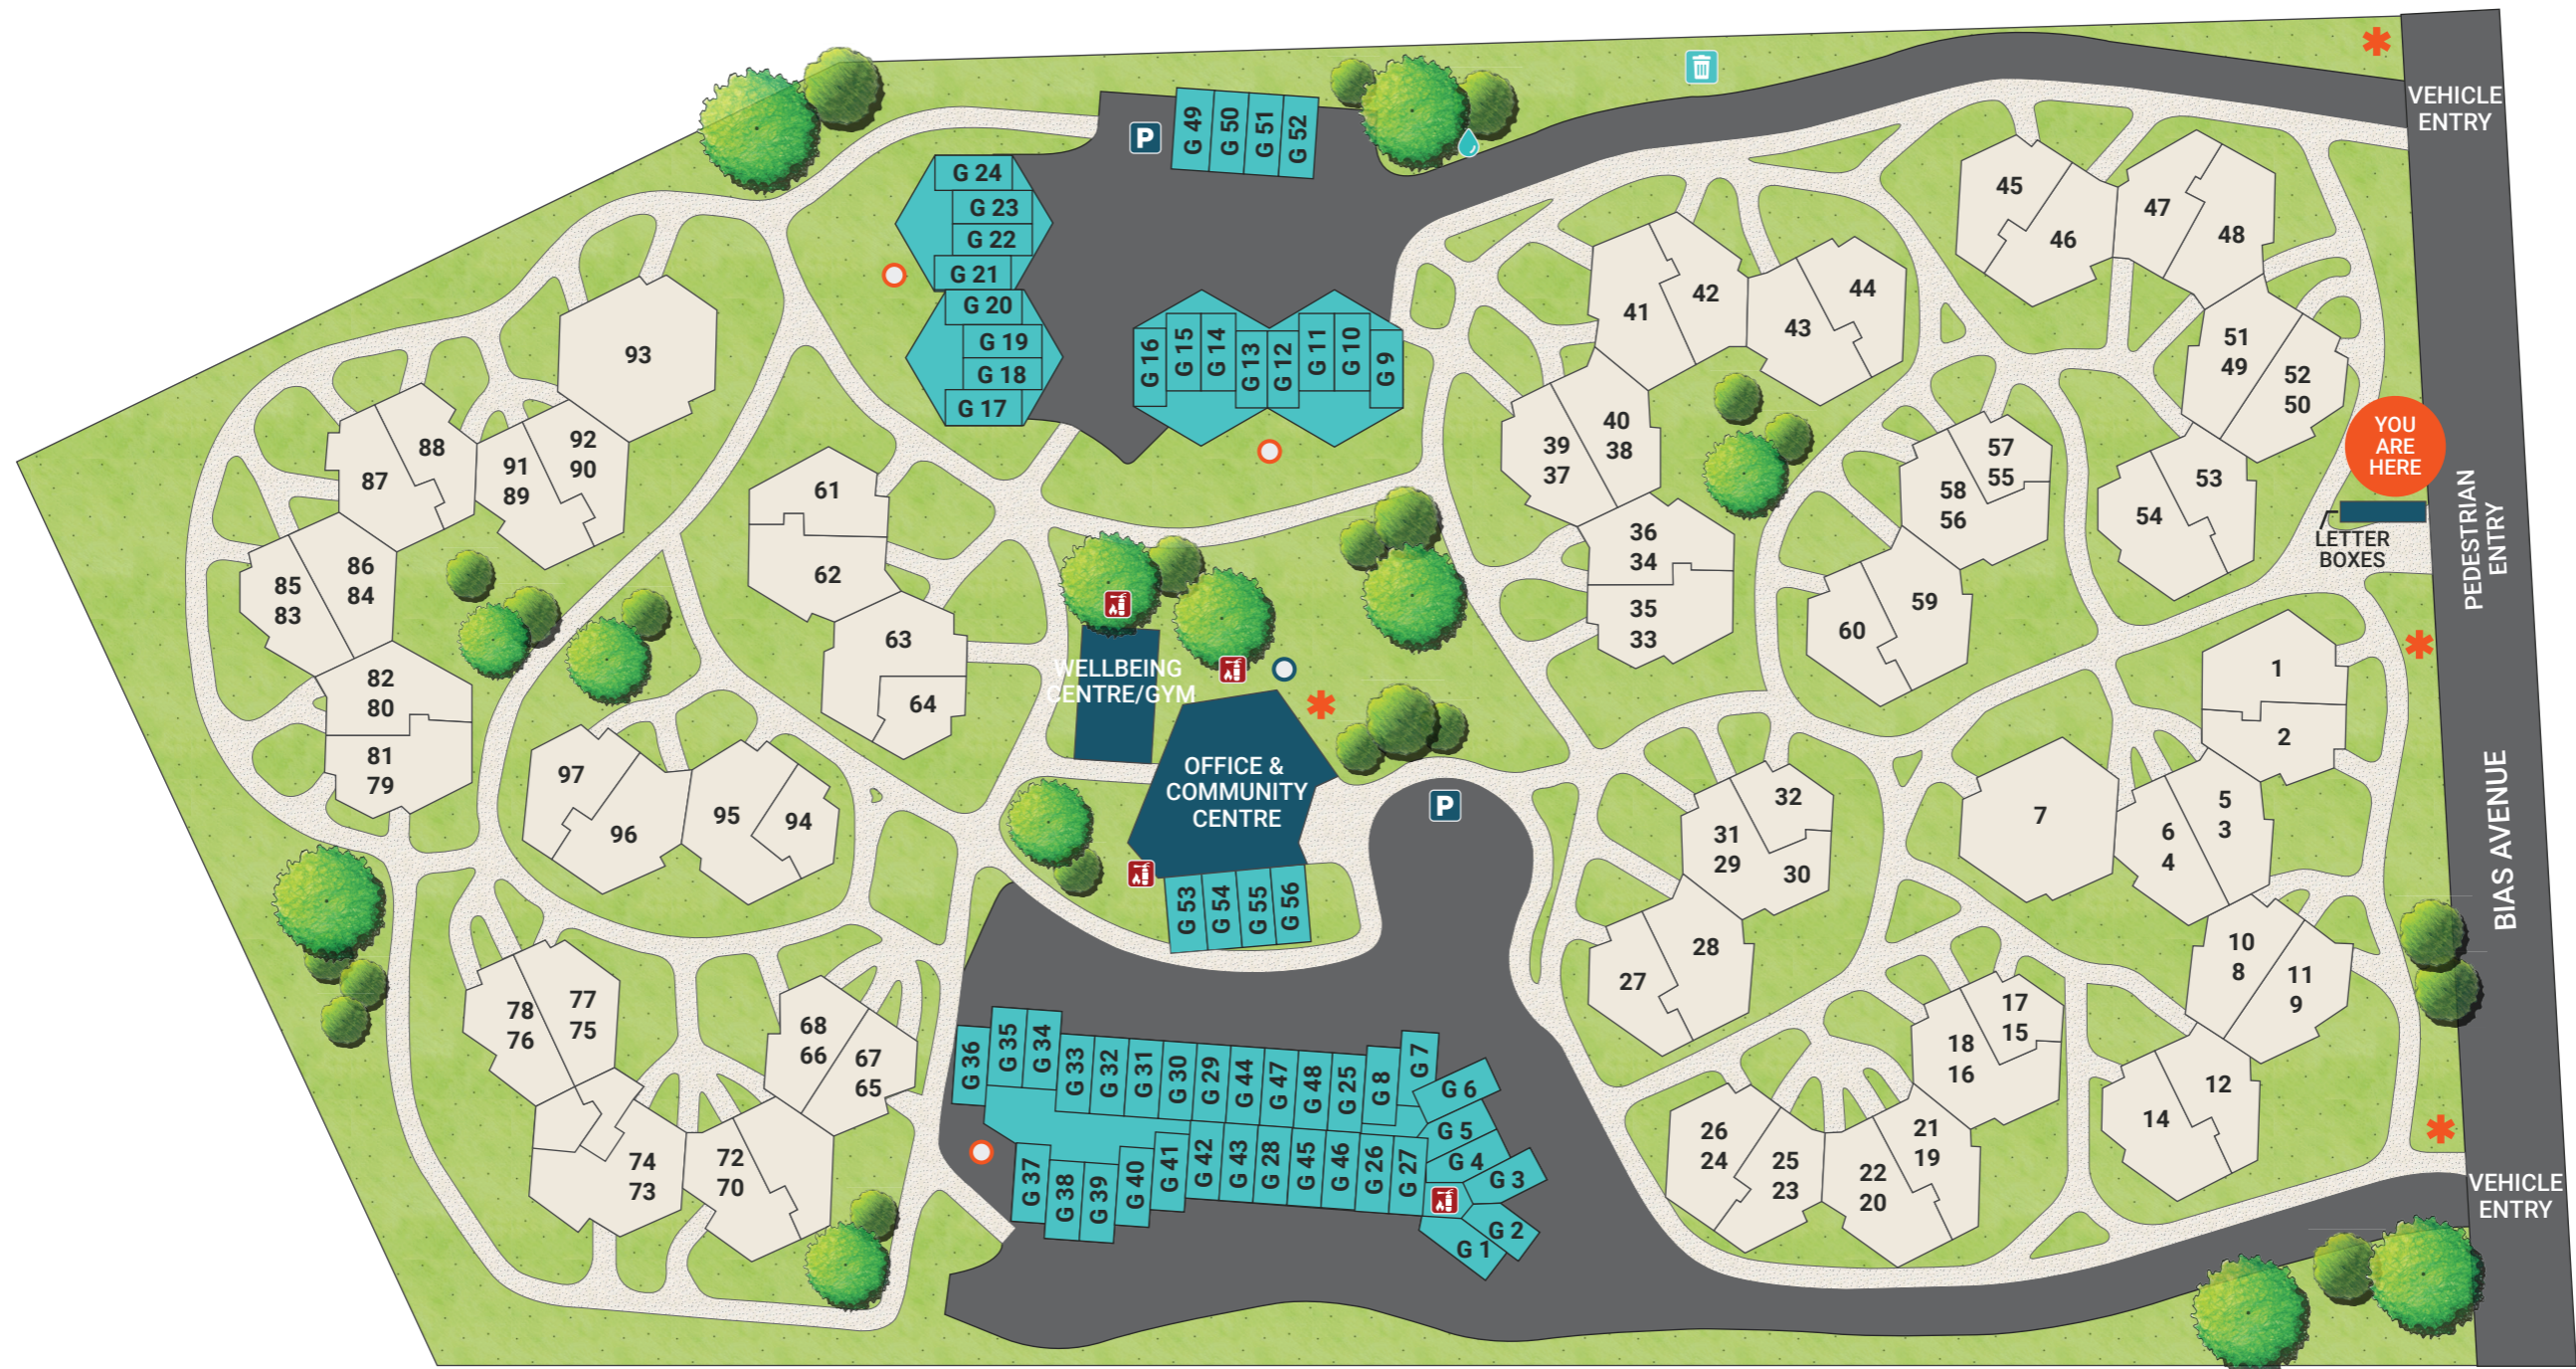 VEHICLE
ENTRY
P
G 49
G 50
G 51
G 52
G 24
G 23
G 22
G 21
G 20
G 19
G 18
G 17
G 16
G 15
G 14
G 13
G 12
G 11
G 10
G 9
45
46
47
48
41
42
43
44
51
49
52
50
YOU
ARE
HERE
LETTER
BOXES
PEDESTRIAN
ENTRY
39
37
40
38
57
55
58
56
53
54
36
34
35
33
59
60
93
88
87
92
90
91
89
86
84
85
83
82
80
81
79
61
62
63
64
WELLBEING
CENTRE/GYM
OFFICE &
COMMUNITY
CENTRE
P
97
96
95
94
1
2
7
5
3
6
4
32
31
29
30
28
27
10
8
11
9
12
14
17
15
18
16
26
24
25
23
21
19
22
20
BIAS AVENUE
G 53
G 54
G 55
G 56
78
76
77
75
68
66
67
65
74
73
72
70
G 36
G 35
G 34
G 33
G 32
G 31
G 30
G 29
G 44
G 47
G 48
G 25
G 8
G 7
G 6
G 5
G 4
G 3
G 2
G 1
G 37
G 38
G 39
G 40
G 41
G 42
G 43
G 28
G 45
G 46
G 26
G 27
VEHICLE
ENTRY